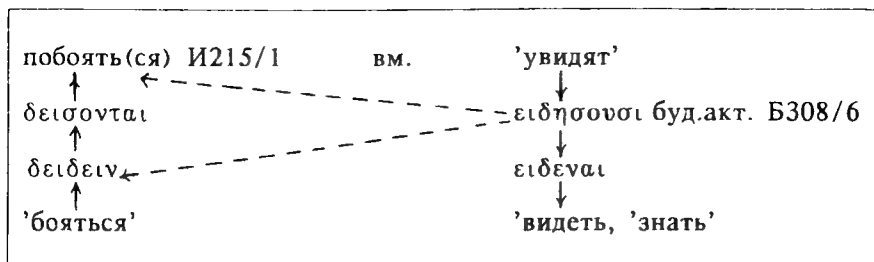 побоять(ся) И215/1 вм. 'увидят'
δεισονται ειδησουσι буд.акт. Б308/6
δειδειν ειδεναι
'бояться' 'видеть, 'знать'